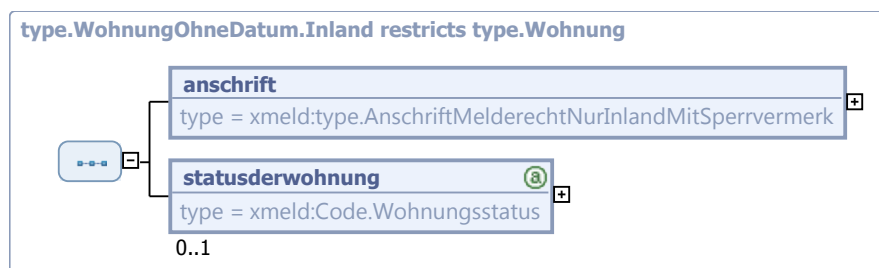 type.WohnungOhneDatum.Inland restricts type.Wohnung
anschrift
type = xmeld:type.AnschriftMelderechtNurInlandMitSperrvermerk
statusderwohnung a
type = xmeld:Code.Wohnungsstatus
0..1